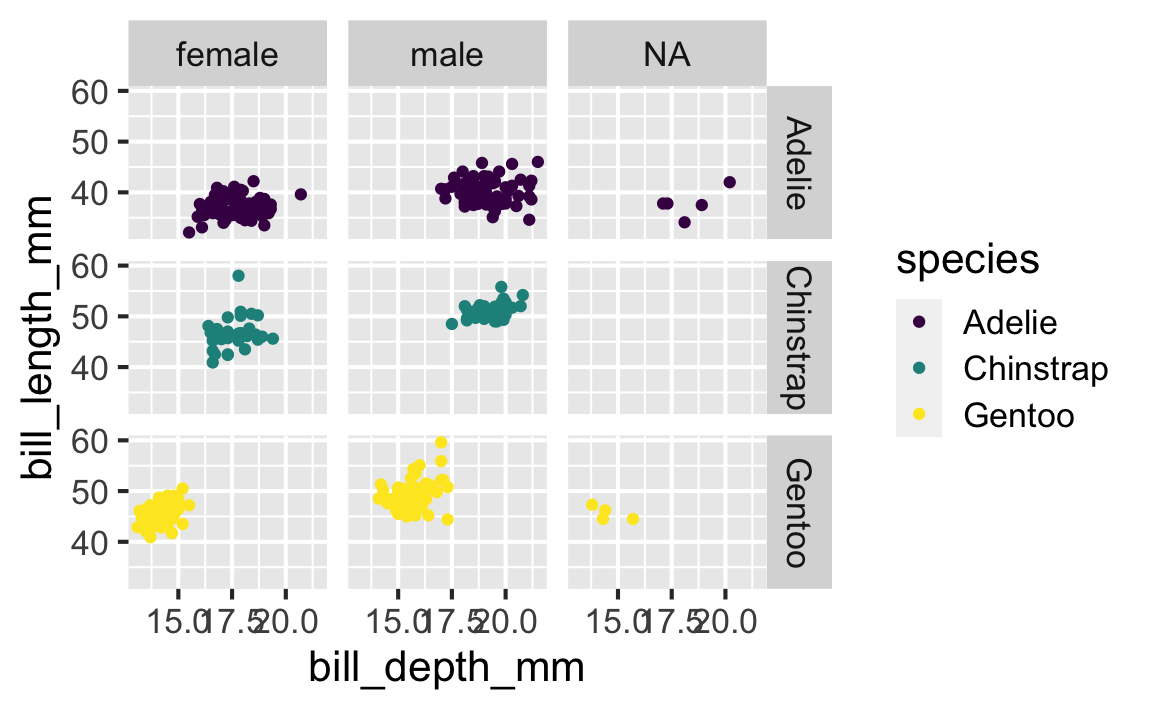 female male NA
60
50
40
Adelie
60
50
40
Chinstrap
60
50
40
Gentoo
15.0 17.5 20.0 15.0 17.5 20.0 15.0 17.5 20.0
bill_depth_mm
bill_length_mm
species
Adelie
Chinstrap
Gentoo